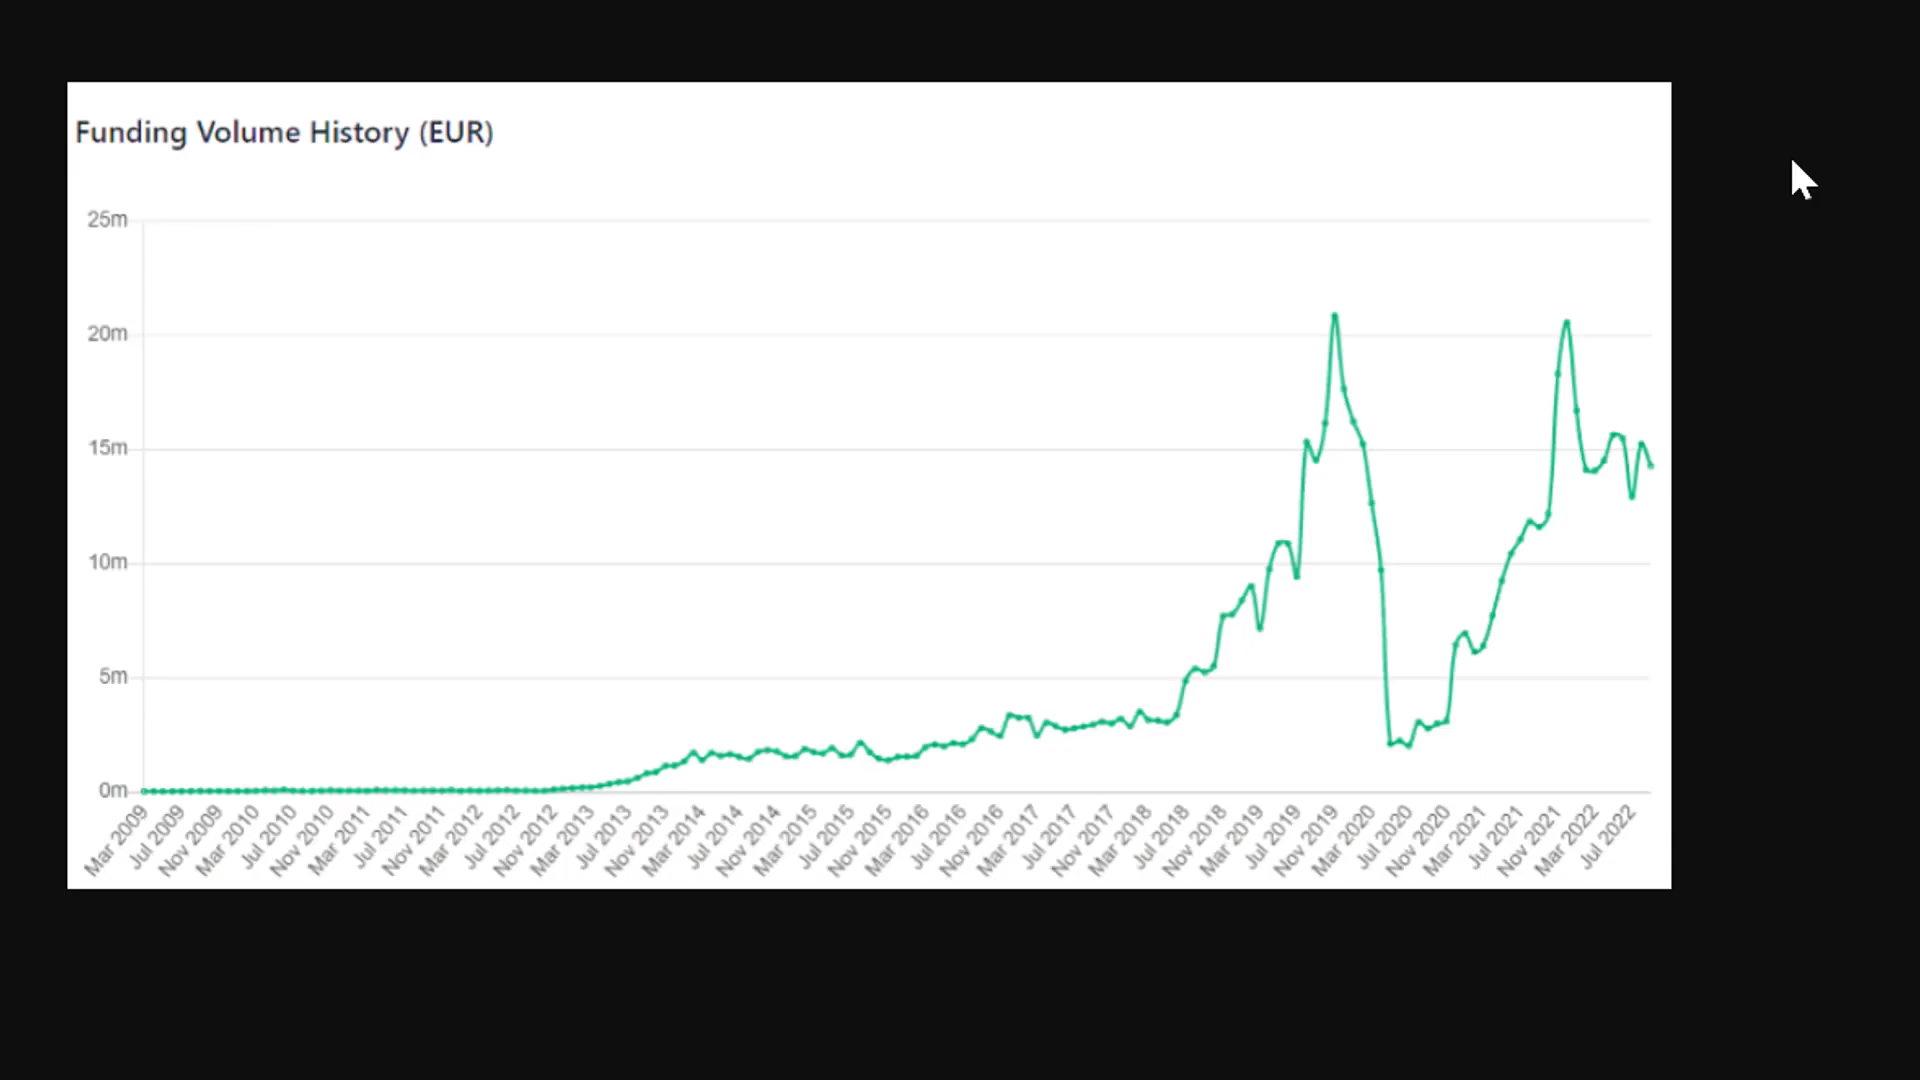 Funding Volume History (EUR)
25m
20m
15m
10m
5m
0m
Mar 2009
Jul 2009
Nov 2009
Mar 2010
Jul 2010
Nov 2010
Mar 2011
Jul 2011
Nov 2011
Mar 2012
Jul 2012
Nov 2012
Mar 2013
Jul 2013
Nov 2013
Mar 2014
Jul 2014
Nov 2014
Mar 2015
Jul 2015
Nov 2015
Mar 2016
Jul 2016
Nov 2016
Mar 2017
Jul 2017
Nov 2017
Mar 2018
Jul 2018
Nov 2018
Mar 2019
Jul 2019
Nov 2019
Mar 2020
Jul 2020
Nov 2020
Mar 2021
Jul 2021
Nov 2021
Mar 2022
Jul 2022